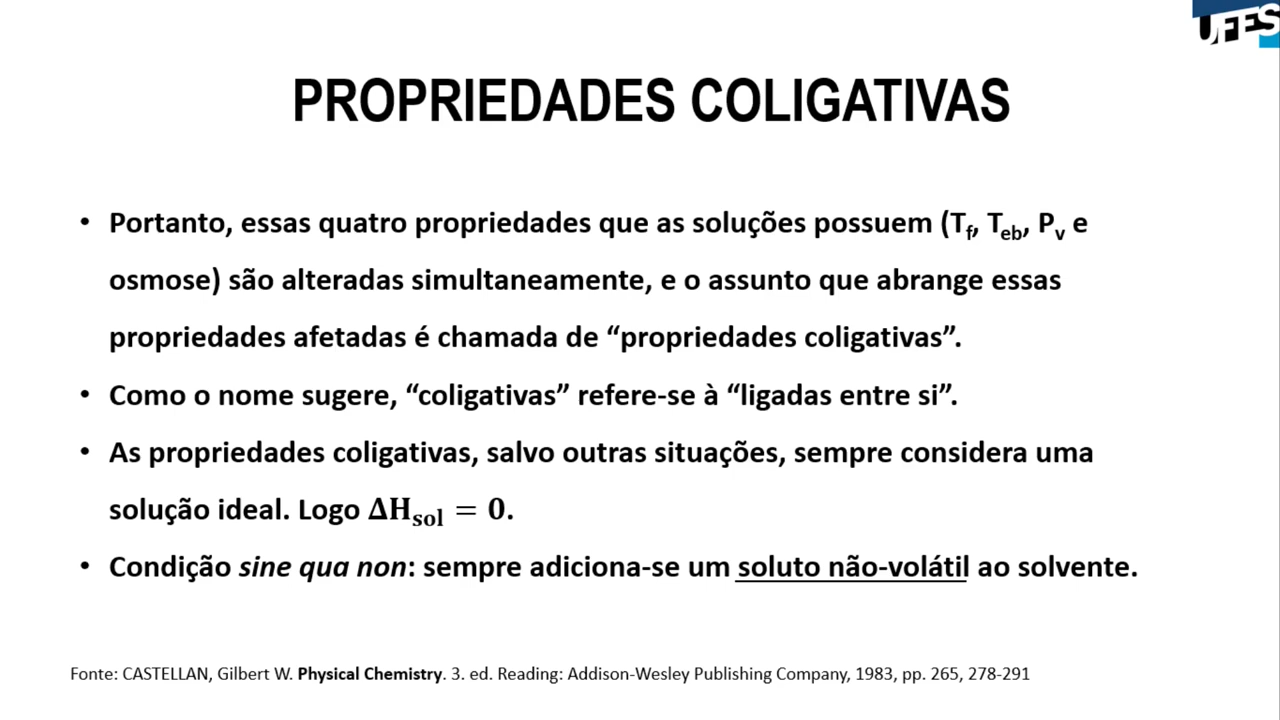 UFES
PROPRIEDADES COLIGATIVAS
• Portanto, essas quatro propriedades que as soluções possuem (Tf, Teb, Pv e
osmose) são alteradas simultaneamente, e o assunto que abrange essas
propriedades afetadas é chamada de “propriedades coligativas”.
• Como o nome sugere, “coligativas” refere-se à “ligadas entre si”.
• As propriedades coligativas, salvo outras situações, sempre considera uma
solução ideal. Logo ΔHsol = 0.
• Condição sine qua non: sempre adiciona-se um soluto não-volátil ao solvente.
Fonte: CASTELLAN, Gilbert W. Physical Chemistry. 3. ed. Reading: Addison-Wesley Publishing Company, 1983, pp. 265, 278-291